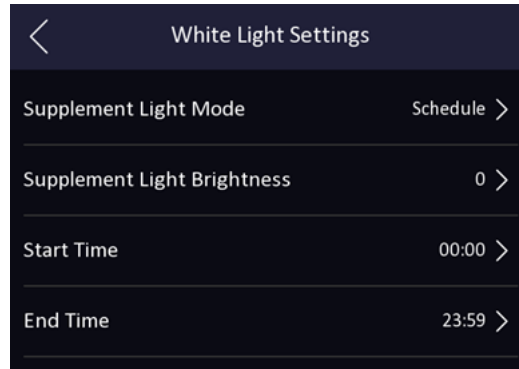 White Light Settings
Supplement Light Mode Schedule
Supplement Light Brightness 0
Start Time 00:00
End Time 23:59